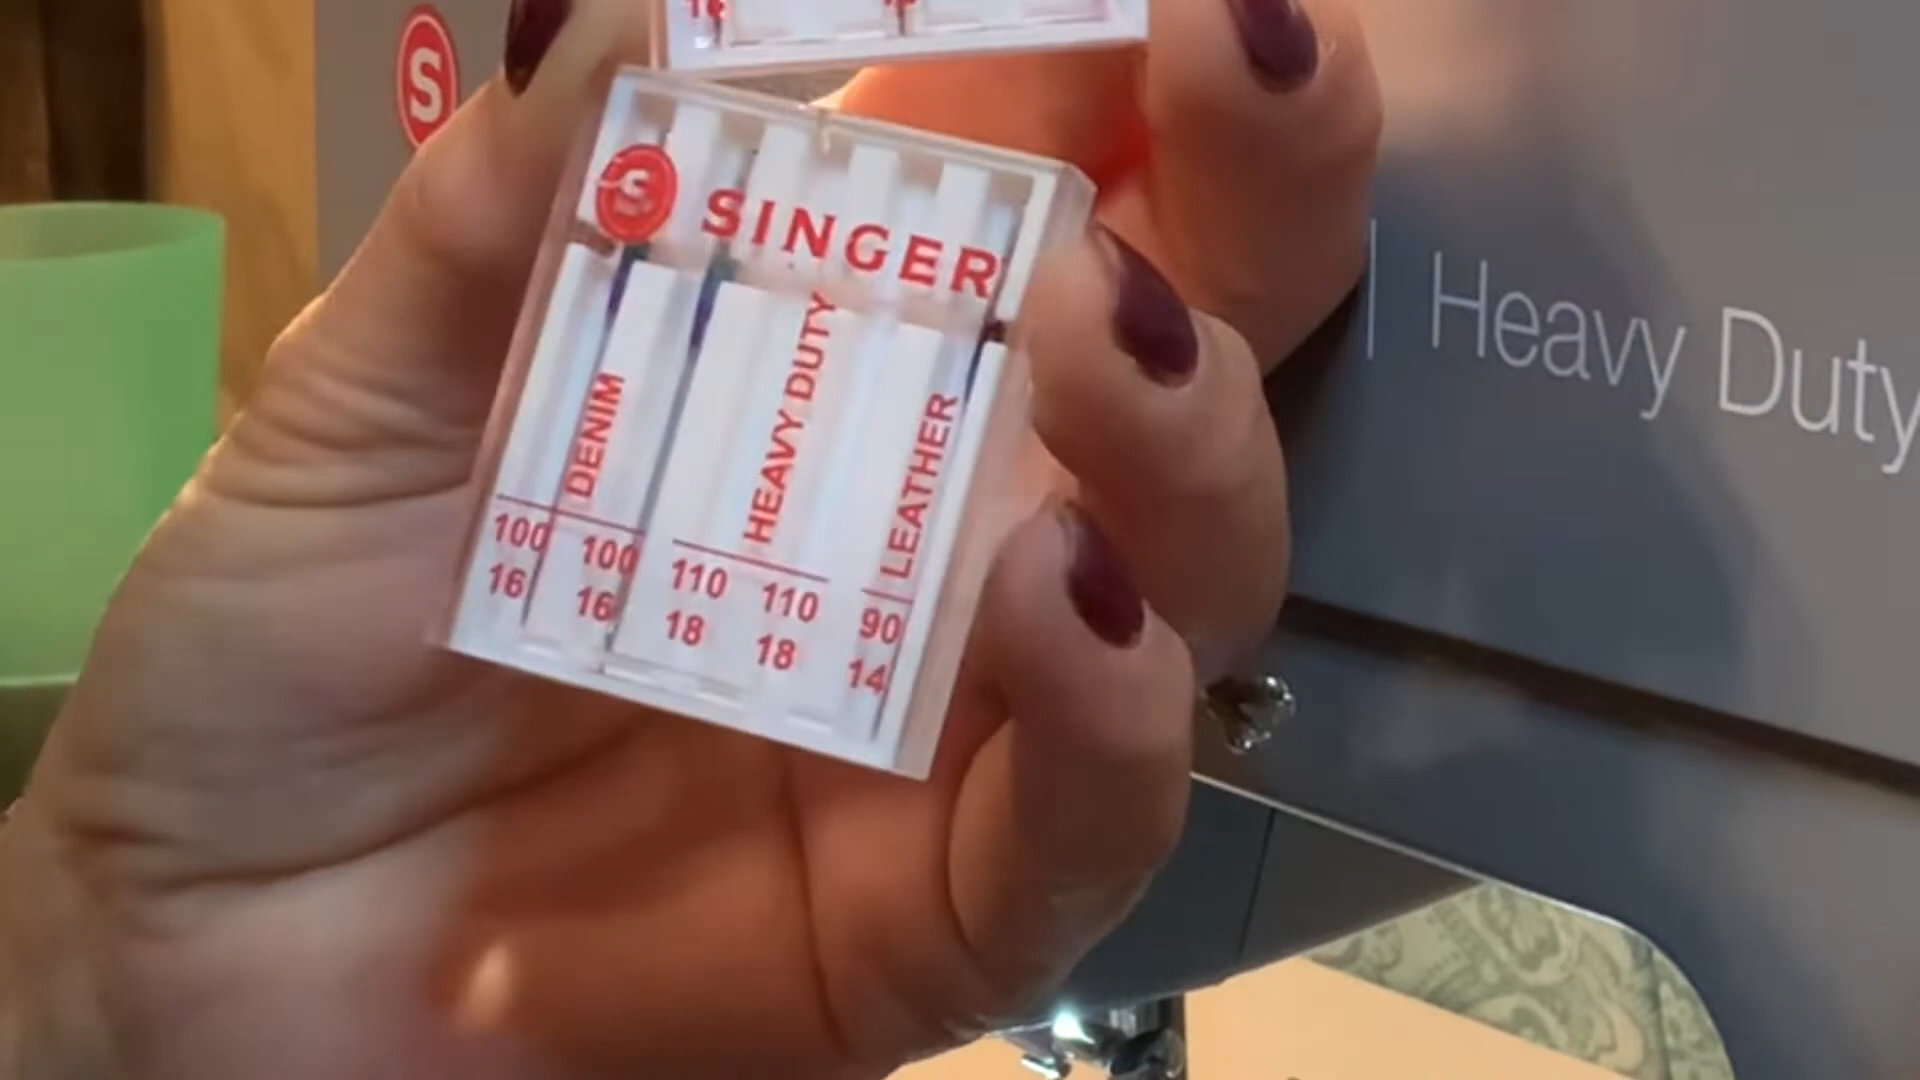 S
S
SINGER
DENIM
HEAVY DUTY
LEATHER
100 100 110 110 90
16 16 18 18 14
Heavy Duty